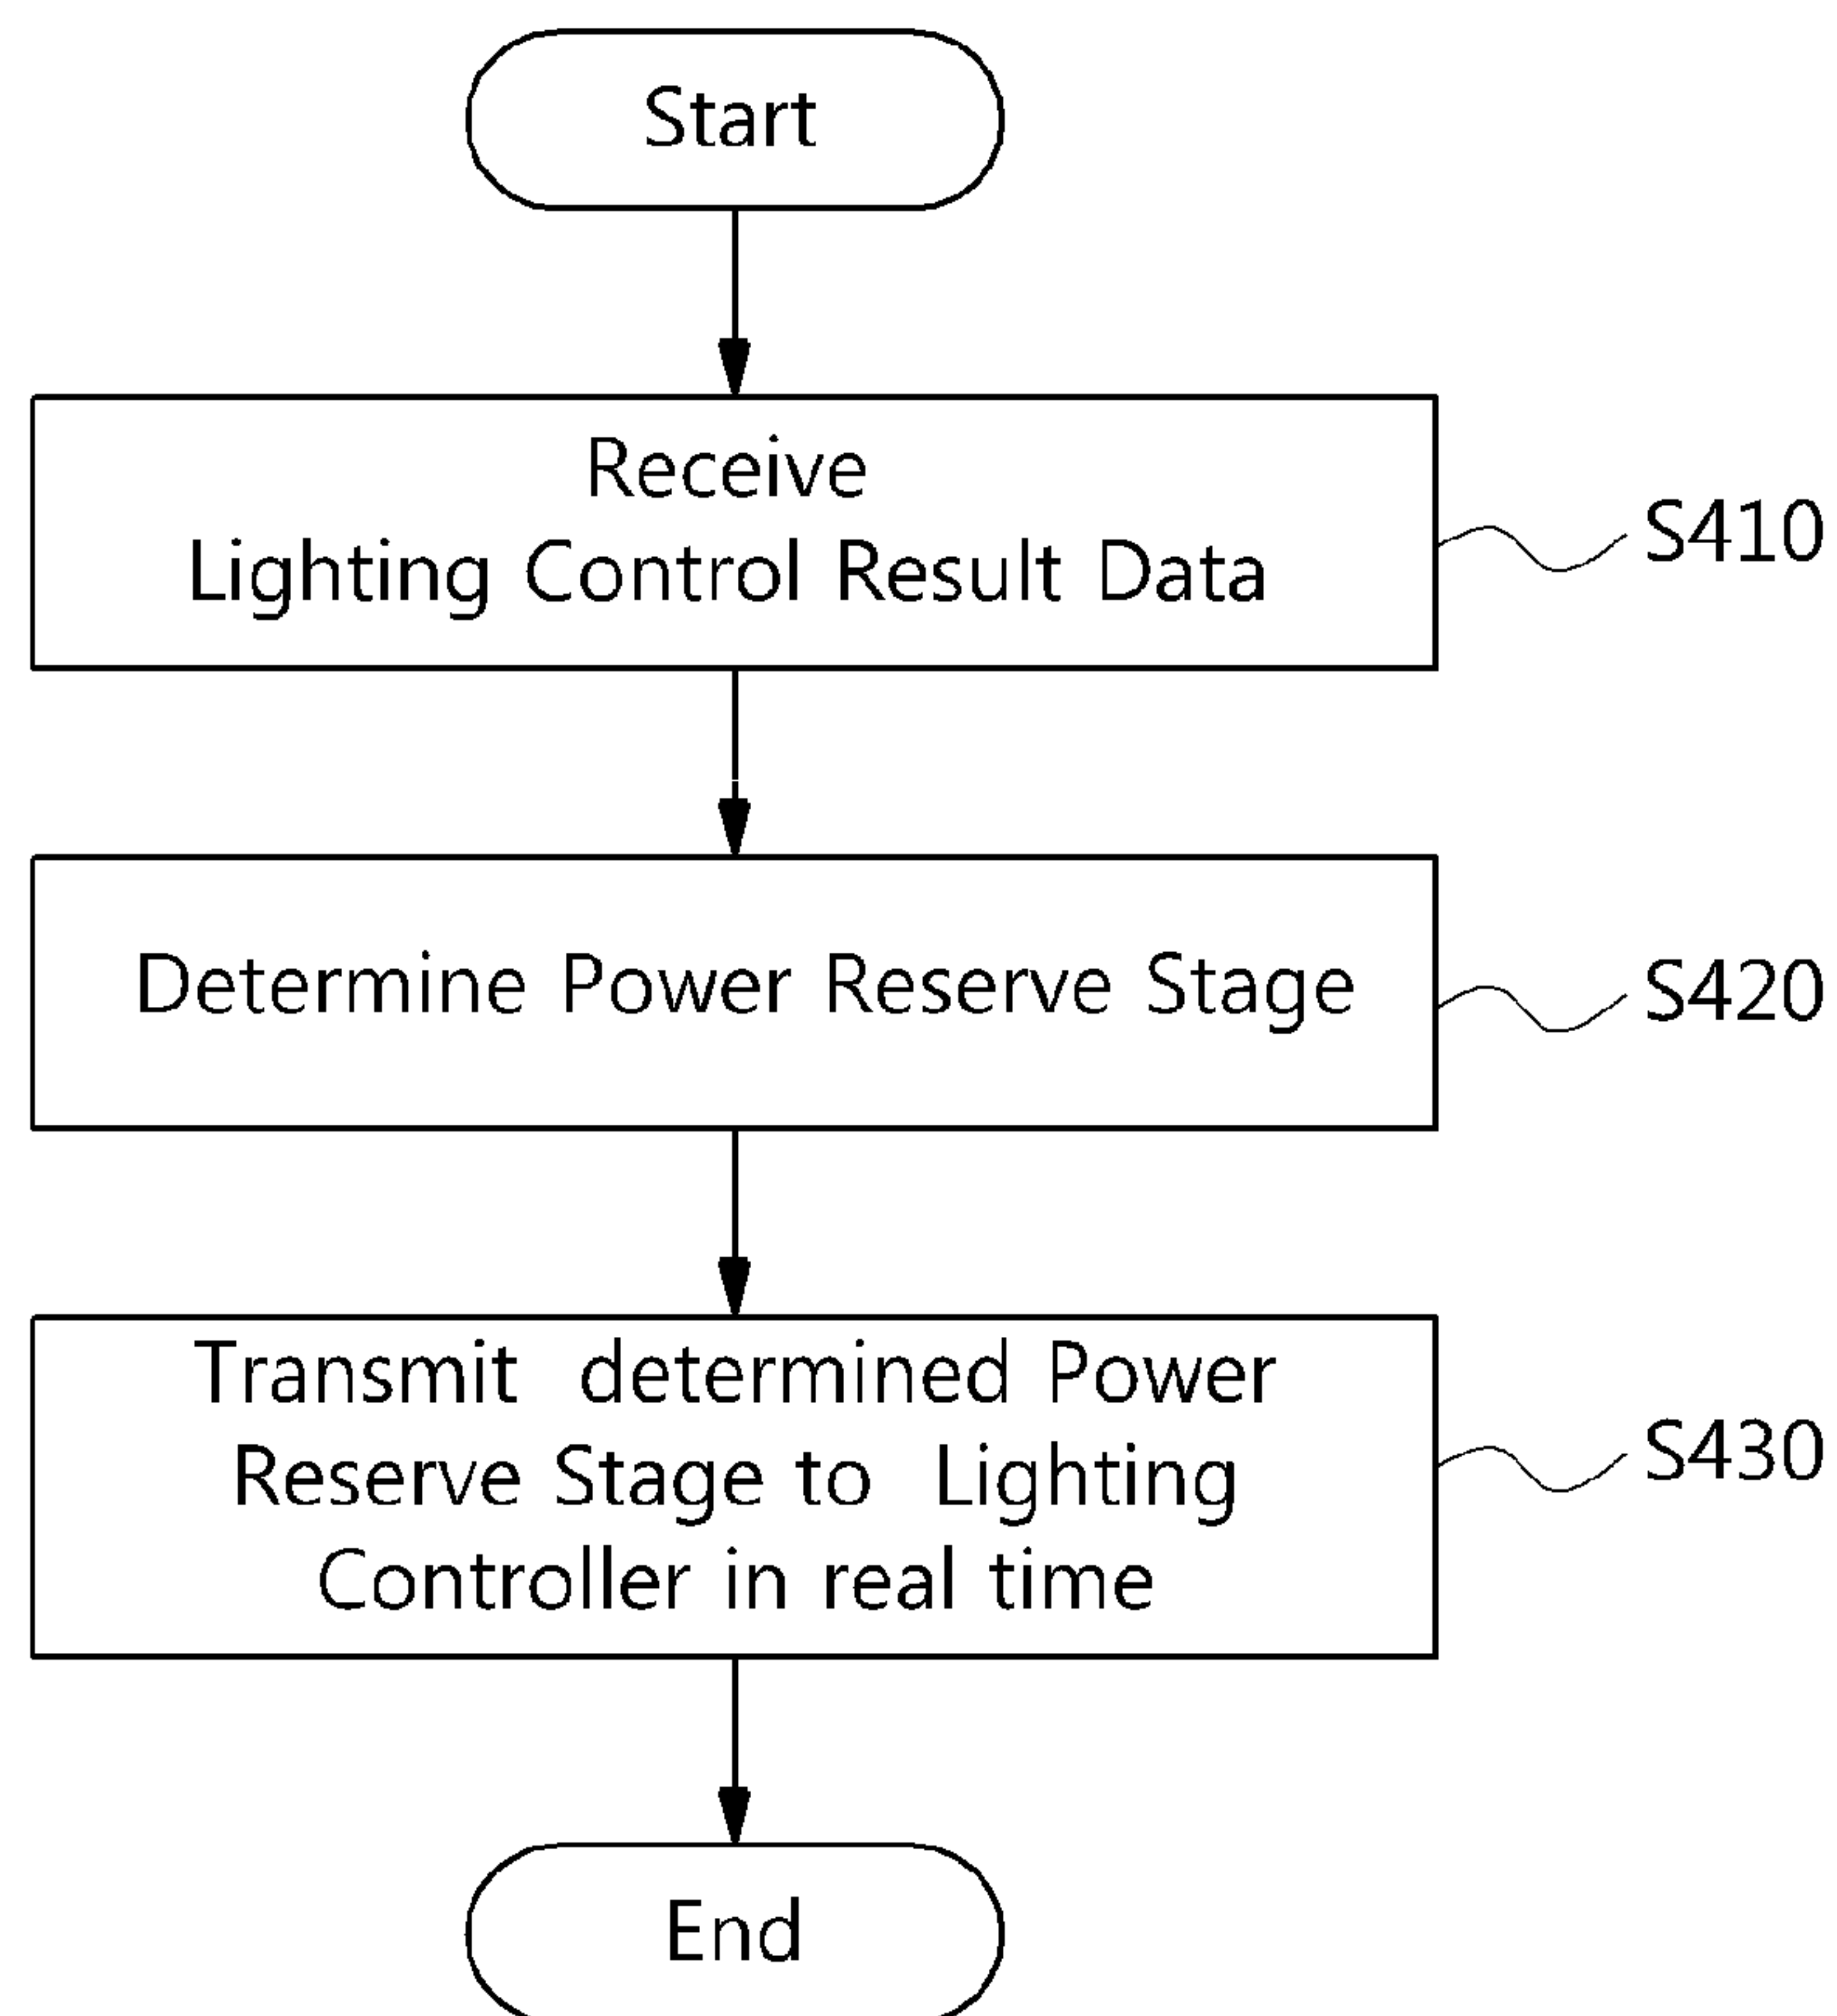 Start
Receive
Lighting Control Result Data
S410
Determine Power Reserve Stage
S420
Transmit determined Power
Reserve Stage to Lighting
Controller in real time
S430
End